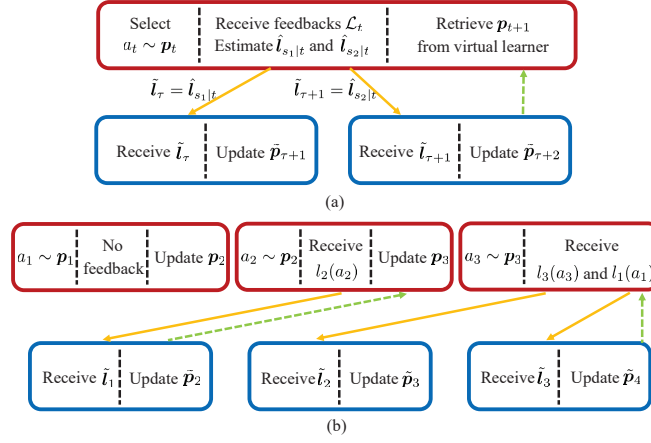 Select
a_t ∼ p_t
Receive feedbacks ℒ_t
Estimate l̂_{s_1|t} and l̂_{s_2|t}
Retrieve p_{t+1}
from virtual learner
l̃_τ = l̂_{s_1|t}
l̃_{τ+1} = l̂_{s_2|t}
Receive l̃_τ
Update p̃_{τ+1}
Receive l̃_{τ+1}
Update p̃_{τ+2}
(a)
a_1 ∼ p_1
No
feedback
Update p_2
a_2 ∼ p_2
Receive
l_2(a_2)
Update p_3
a_3 ∼ p_3
Receive
l_3(a_3) and l_1(a_1)
Receive l̃_1
Update p̃_2
Receive l̃_2
Update p̃_3
Receive l̃_3
Update p̃_4
(b)